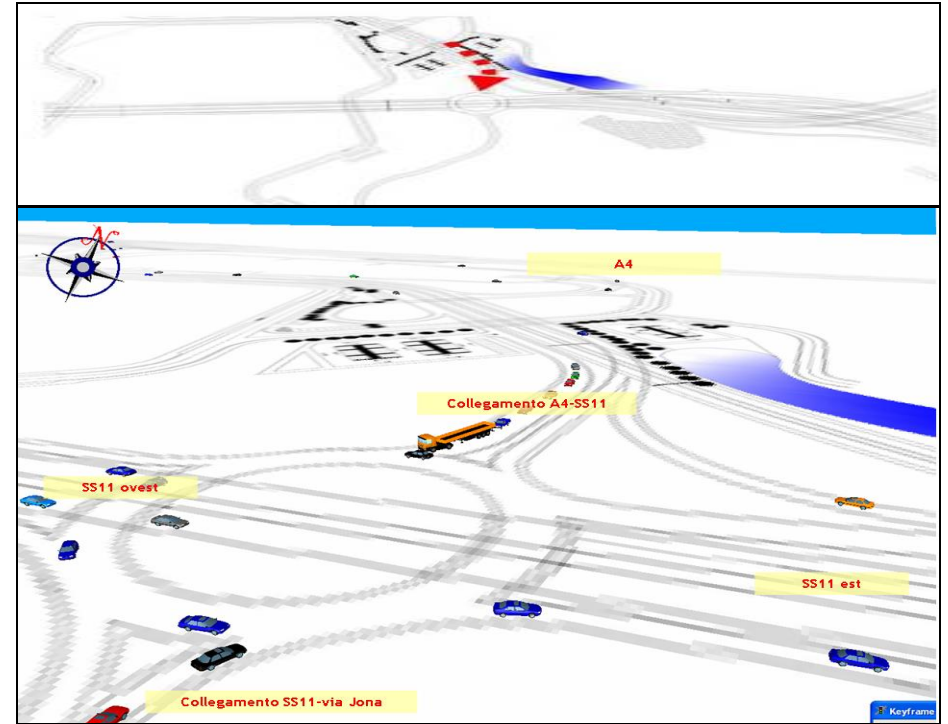 N
A4
Collegamento A4-SS11
SS11 ovest
SS11 est
Collegamento SS11-via Jona
Keyframe